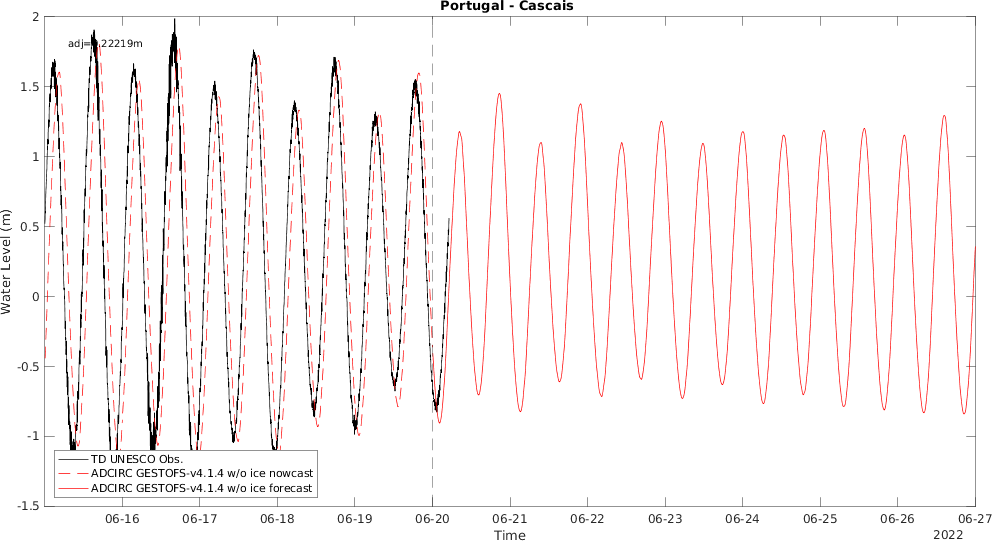 Portugal - Cascais
2
1.5
1
0.5
0
-0.5
-1
-1.5
Water Level (m)
TD UNESCO Obs.
ADCIRC GESTOFS-v4.1.4 w/o ice nowcast
ADCIRC GESTOFS-v4.1.4 w/o ice forecast
06-16 06-17 06-18 06-19 06-20 06-21 06-22 06-23 06-24 06-25 06-26 06-27
Time
2022